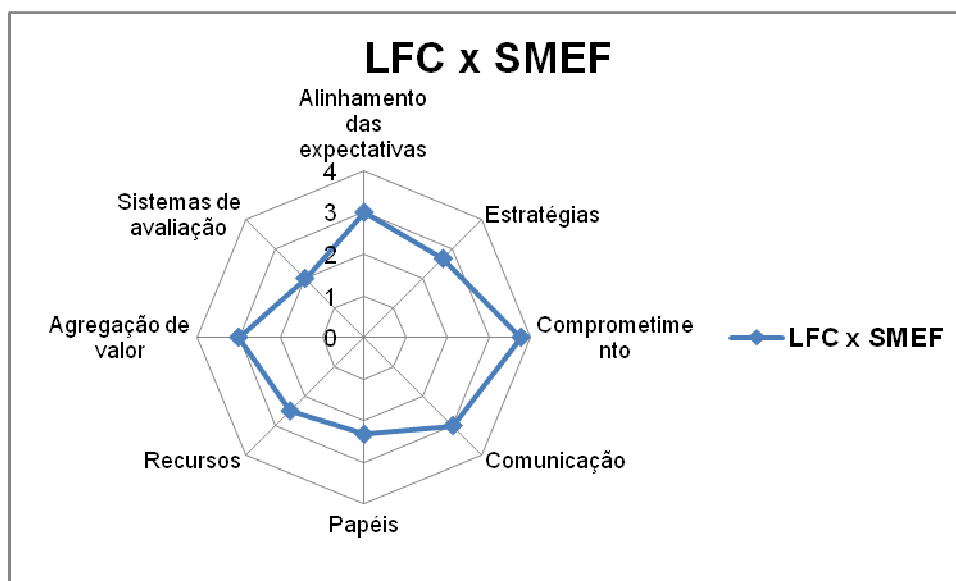 LFC x SMEF
Alinhamento
das
expectativas
4
3
2
1
0
Estratégias
Comprometime
nto
Comunicação
Papéis
Recursos
Agregação de
valor
Sistemas de
avaliação
LFC x SMEF